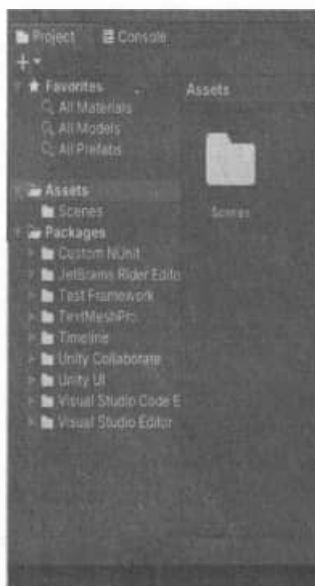 Project Console
Favorites
All Materials
All Models
All Prefabs
Assets
Scenes
Packages
Custom NUnit
JetBrains Rider Edito
Test Framework
TextMeshPro
Timeline
Unity Collaborate
Unity UI
Visual Studio Code E
Visual Studio Editor
Assets
Scenes